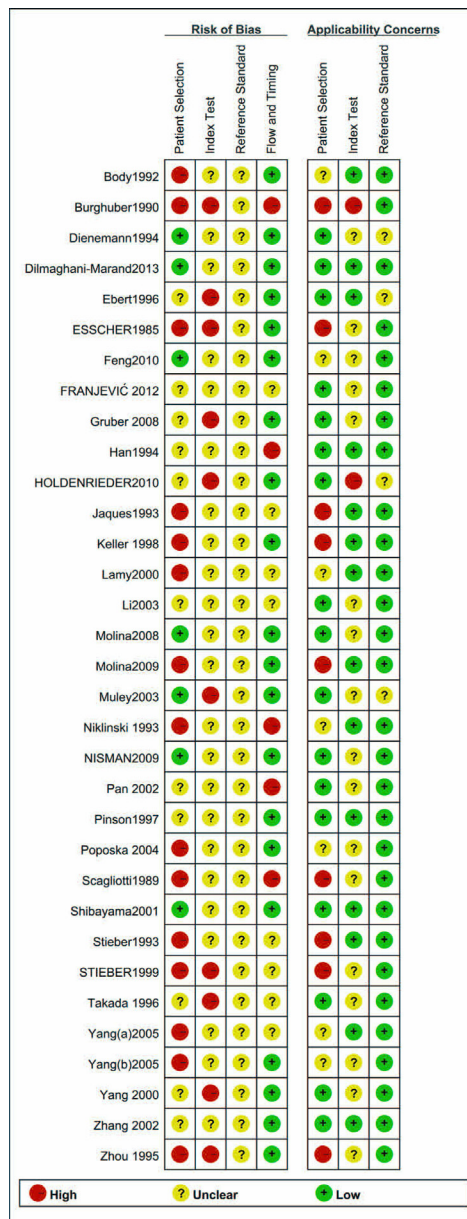 Risk of Bias Applicability Concerns
Patient Selection Index Test Reference Standard Flow and Timing Patient Selection Index Test Reference Standard
Body1992 - ? ? + ? + +
Burghuber1990 - - ? - - - +
Dienemann1994 + ? ? + + ? ?
Dilmaghani-Marand2013 + ? ? + + + +
Ebert1996 ? - ? + + + ?
ESSCHER1985 - - ? + - ? +
Feng2010 + ? ? + ? ? +
FRANJEVIĆ 2012 ? ? ? ? + ? +
Gruber 2008 ? - ? + + ? +
Han1994 ? ? ? - + + +
HOLDENRIEDER2010 ? - ? + + - ?
Jaques1993 - ? ? ? - + +
Keller 1998 - ? ? + - + +
Lamy2000 - ? ? ? ? + +
Li2003 ? ? ? ? + ? +
Molina2008 + ? ? + + ? +
Molina2009 - ? ? + - + +
Muley2003 + - ? + + ? ?
Niklinski 1993 - ? ? - ? + +
NISMAN2009 + ? ? + + ? +
Pan 2002 ? ? ? - + ? +
Pinson1997 ? ? ? + + + +
Poposka 2004 - ? ? + ? ? +
Scagliotti1989 - ? ? - - ? +
Shibayama2001 + ? ? + + + +
Stieber1993 - ? ? ? - + +
STIEBER1999 - - ? ? - ? +
Takada 1996 ? - ? ? + ? +
Yang(a)2005 - ? ? ? ? + +
Yang(b)2005 - ? ? + ? ? +
Yang 2000 ? - ? + + ? +
Zhang 2002 ? ? ? + + + +
Zhou 1995 - - ? + - ? +
- High ? Unclear + Low